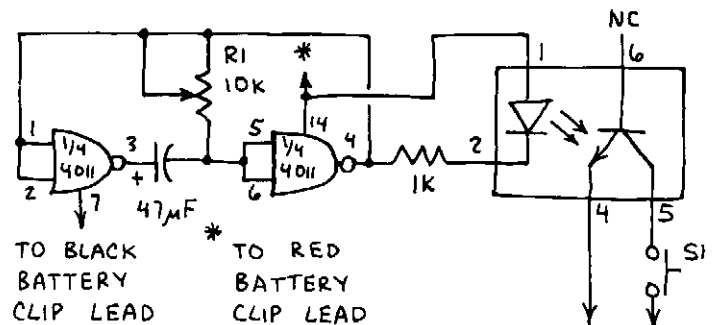 NC
R1
10K
*
1
6
1
2
1/4
4011
3
+
7
47µF
5
6
1/4
4011
14
4
1K
2
4
5
S1
TO BLACK
BATTERY
CLIP LEAD
*
TO RED
BATTERY
CLIP LEAD